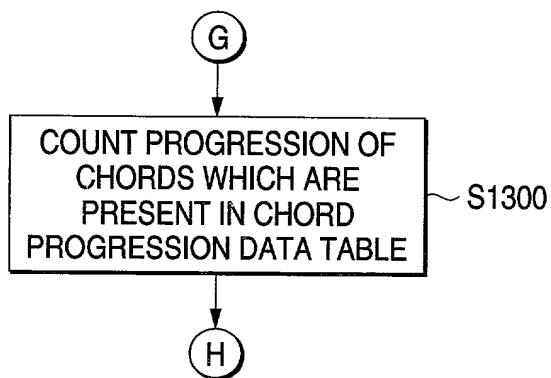 G
COUNT PROGRESSION OF
CHORDS WHICH ARE
PRESENT IN CHORD
PROGRESSION DATA TABLE
S1300
H